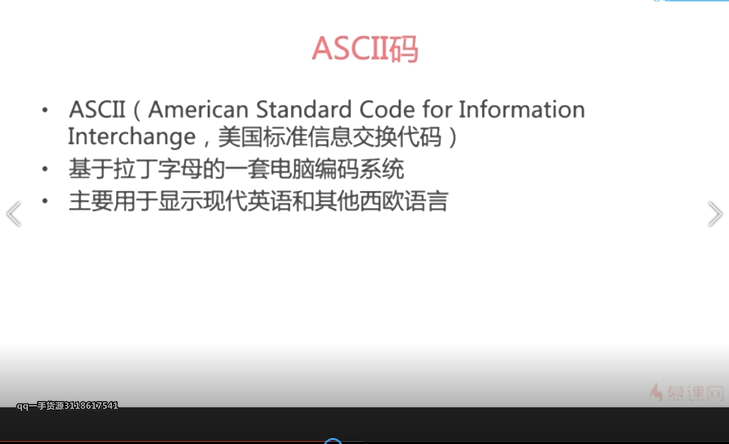 ASCII码
• ASCII（American Standard Code for Information
Interchange，美国标准信息交换代码）
• 基于拉丁字母的一套电脑编码系统
• 主要用于显示现代英语和其他西欧语言
慕课网
qq一手货源3118617541